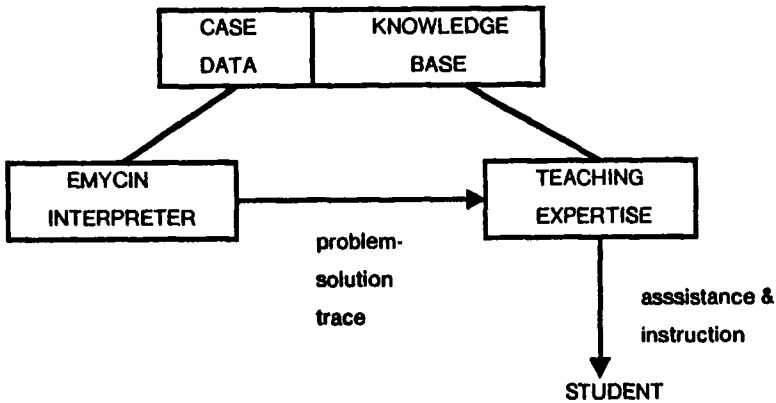 CASE
DATA
KNOWLEDGE
BASE
EMYCIN
INTERPRETER
problem-
solution
trace
TEACHING
EXPERTISE
asssistance &
instruction
STUDENT